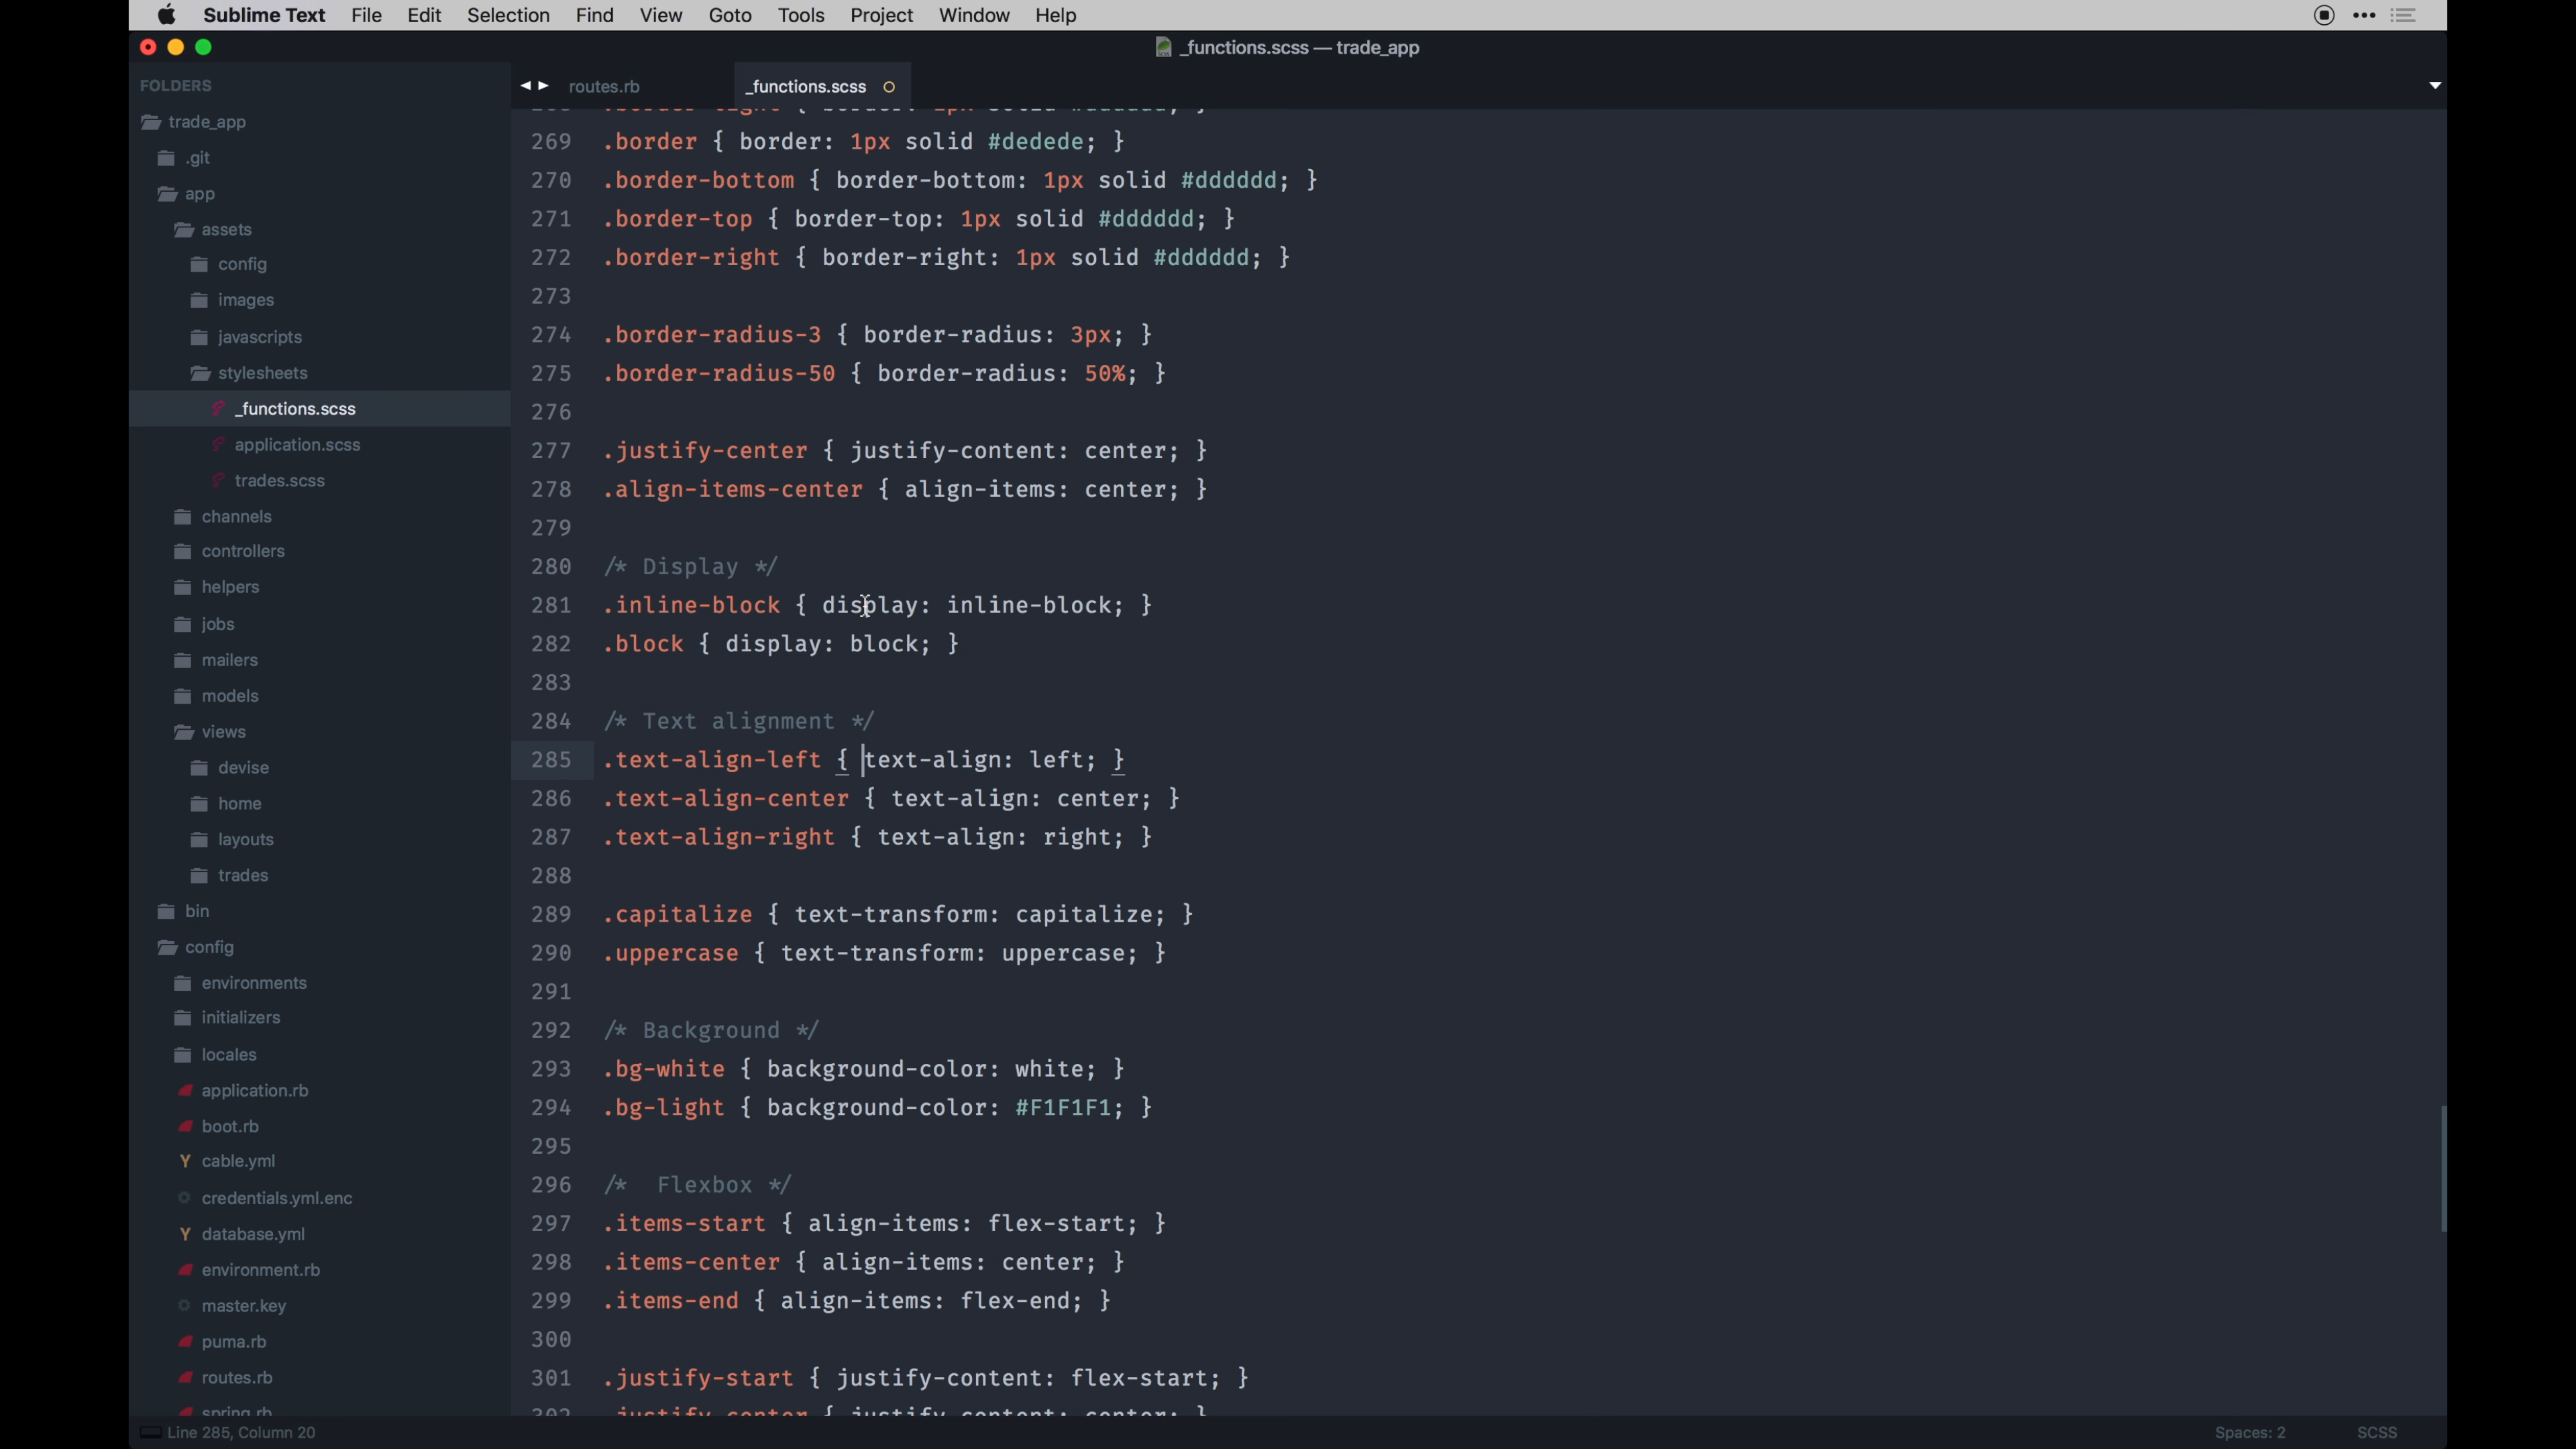 Sublime Text File Edit Selection Find View Goto Tools Project Window Help
_functions.scss — trade_app
FOLDERS
trade_app
.git
app
assets
config
images
javascripts
stylesheets
_functions.scss
application.scss
trades.scss
channels
controllers
helpers
jobs
mailers
models
views
devise
home
layouts
trades
bin
config
environments
initializers
locales
application.rb
boot.rb
Y cable.yml
credentials.yml.enc
Y database.yml
environment.rb
master.key
puma.rb
routes.rb
spring.rb
routes.rb _functions.scss
269 .border { border: 1px solid #dedede; }
270 .border-bottom { border-bottom: 1px solid #dddddd; }
271 .border-top { border-top: 1px solid #dddddd; }
272 .border-right { border-right: 1px solid #dddddd; }
273
274 .border-radius-3 { border-radius: 3px; }
275 .border-radius-50 { border-radius: 50%; }
276
277 .justify-center { justify-content: center; }
278 .align-items-center { align-items: center; }
279
280 /* Display */
281 .inline-block { display: inline-block; }
282 .block { display: block; }
283
284 /* Text alignment */
285 .text-align-left { text-align: left; }
286 .text-align-center { text-align: center; }
287 .text-align-right { text-align: right; }
288
289 .capitalize { text-transform: capitalize; }
290 .uppercase { text-transform: uppercase; }
291
292 /* Background */
293 .bg-white { background-color: white; }
294 .bg-light { background-color: #F1F1F1; }
295
296 /*  Flexbox */
297 .items-start { align-items: flex-start; }
298 .items-center { align-items: center; }
299 .items-end { align-items: flex-end; }
300
301 .justify-start { justify-content: flex-start; }
302 .justify-center { justify-content: center; }
Line 285, Column 20
Spaces: 2 SCSS